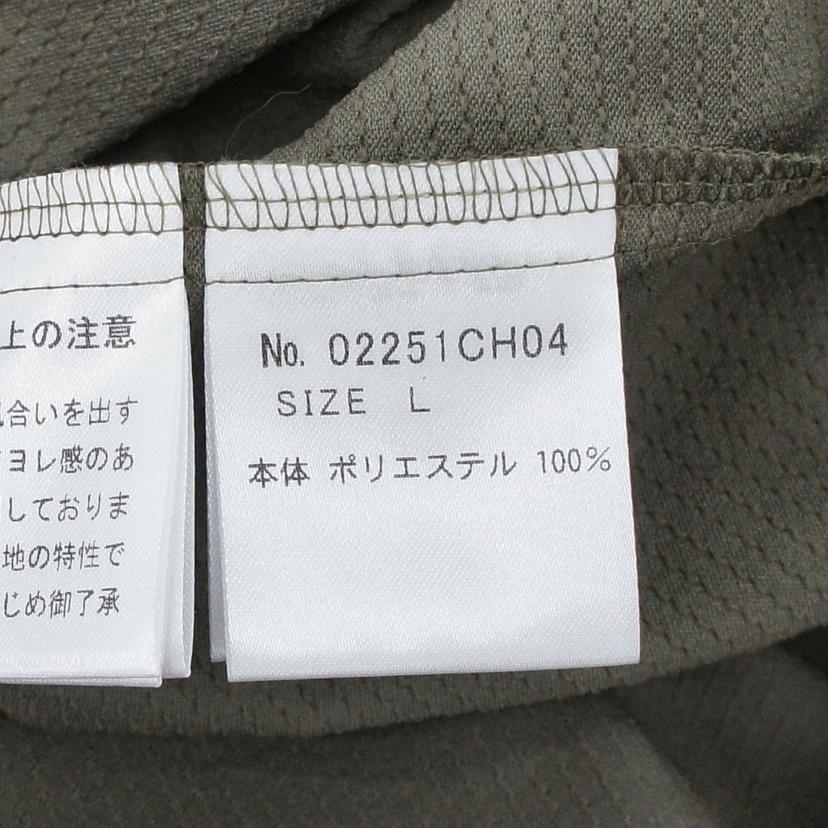 上の注意
合いを出す
ヨレ感のあ
しておりま
地の特性で
じめ御了承
No. 02251CH04
SIZE L
本体 ポリエステル 100%